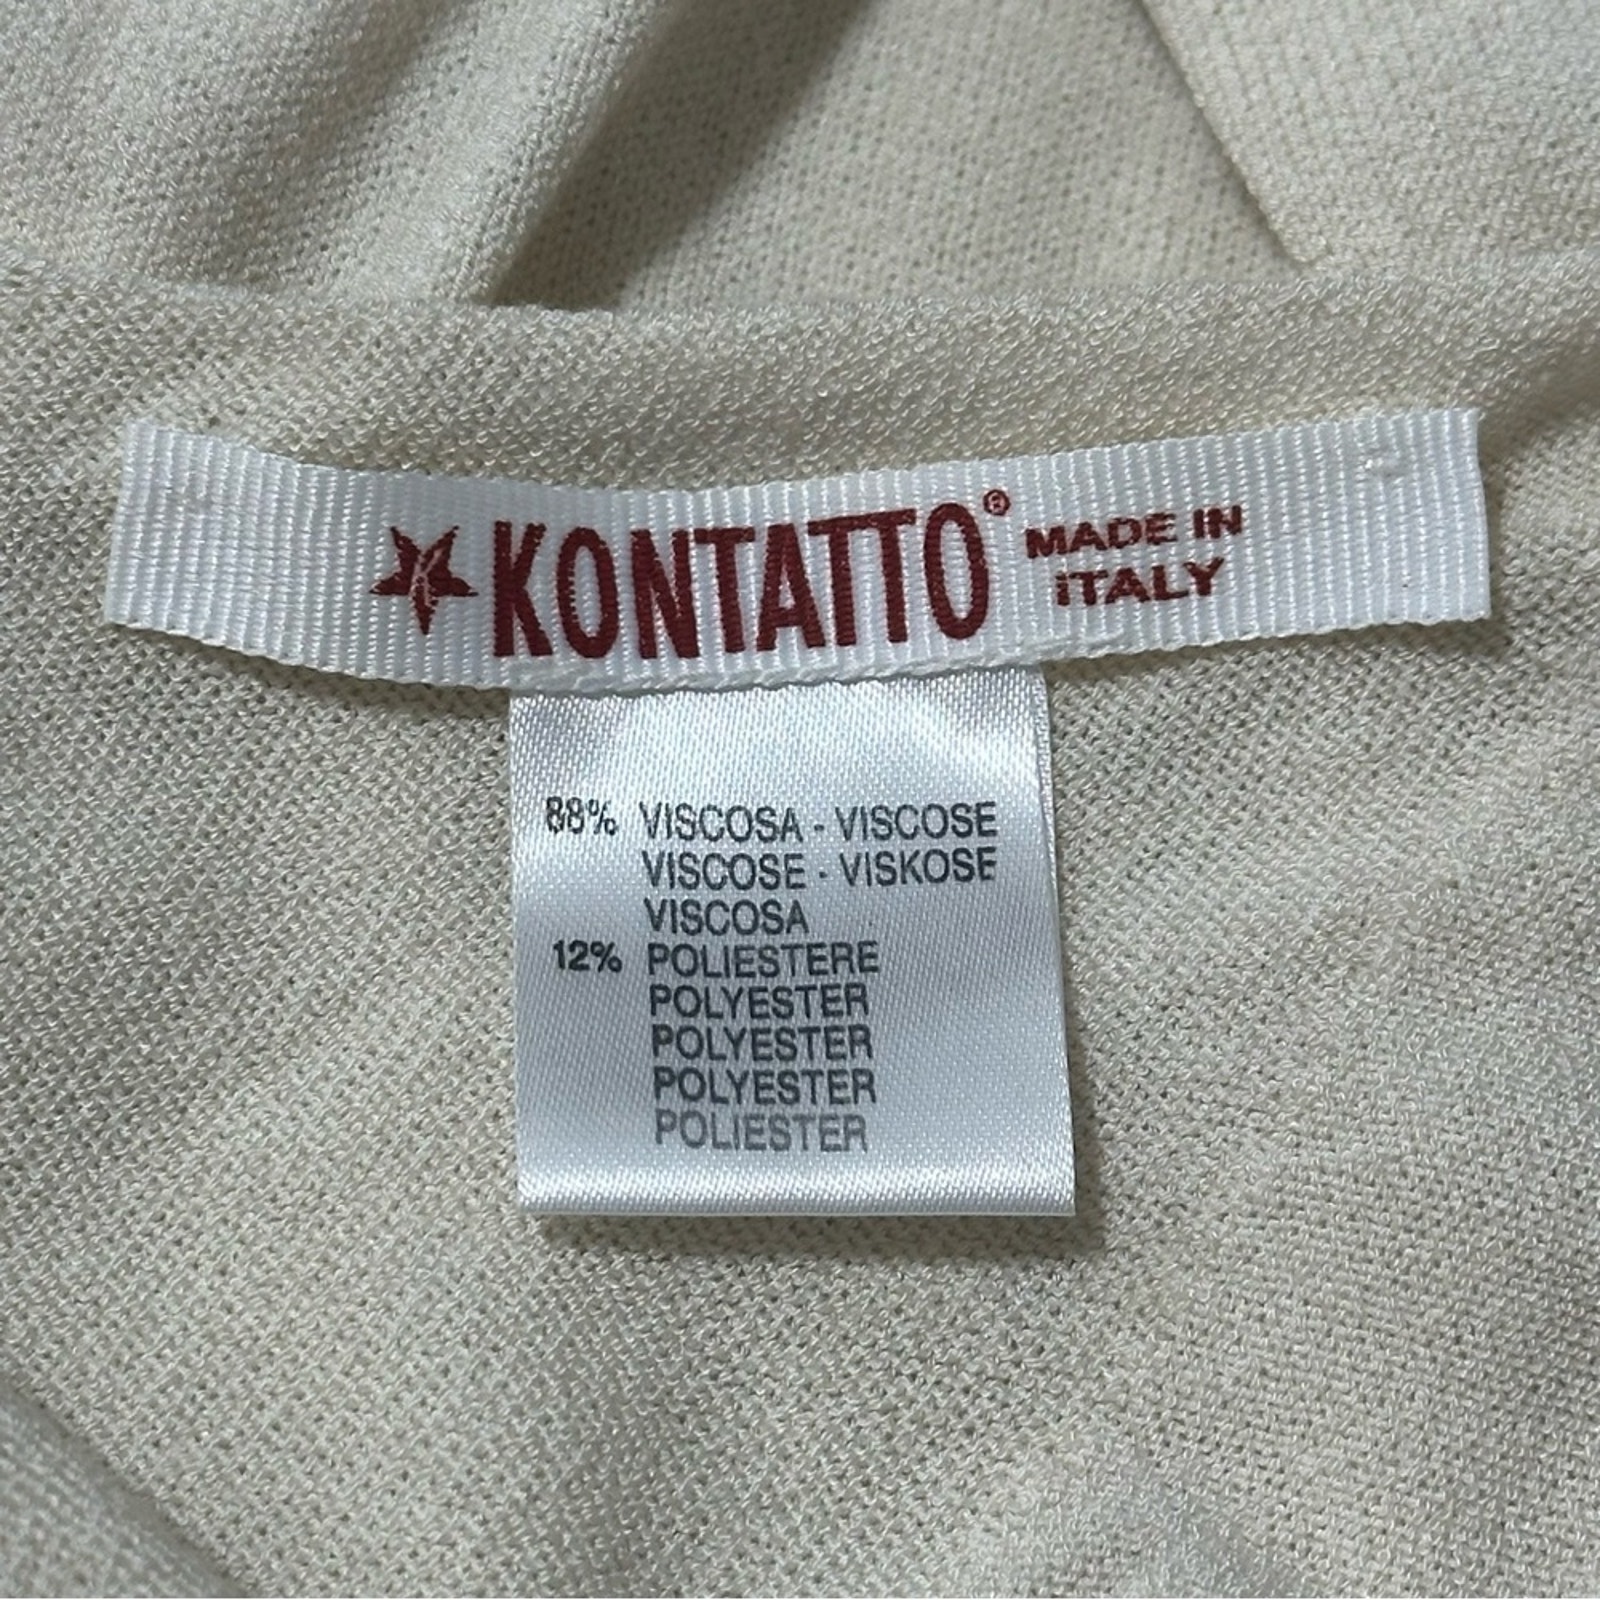 KONTATTO® MADE IN
ITALY
88% VISCOSA - VISCOSE
VISCOSE - VISKOSE
VISCOSA
12% POLIESTERE
POLYESTER
POLYESTER
POLYESTER
POLIESTER